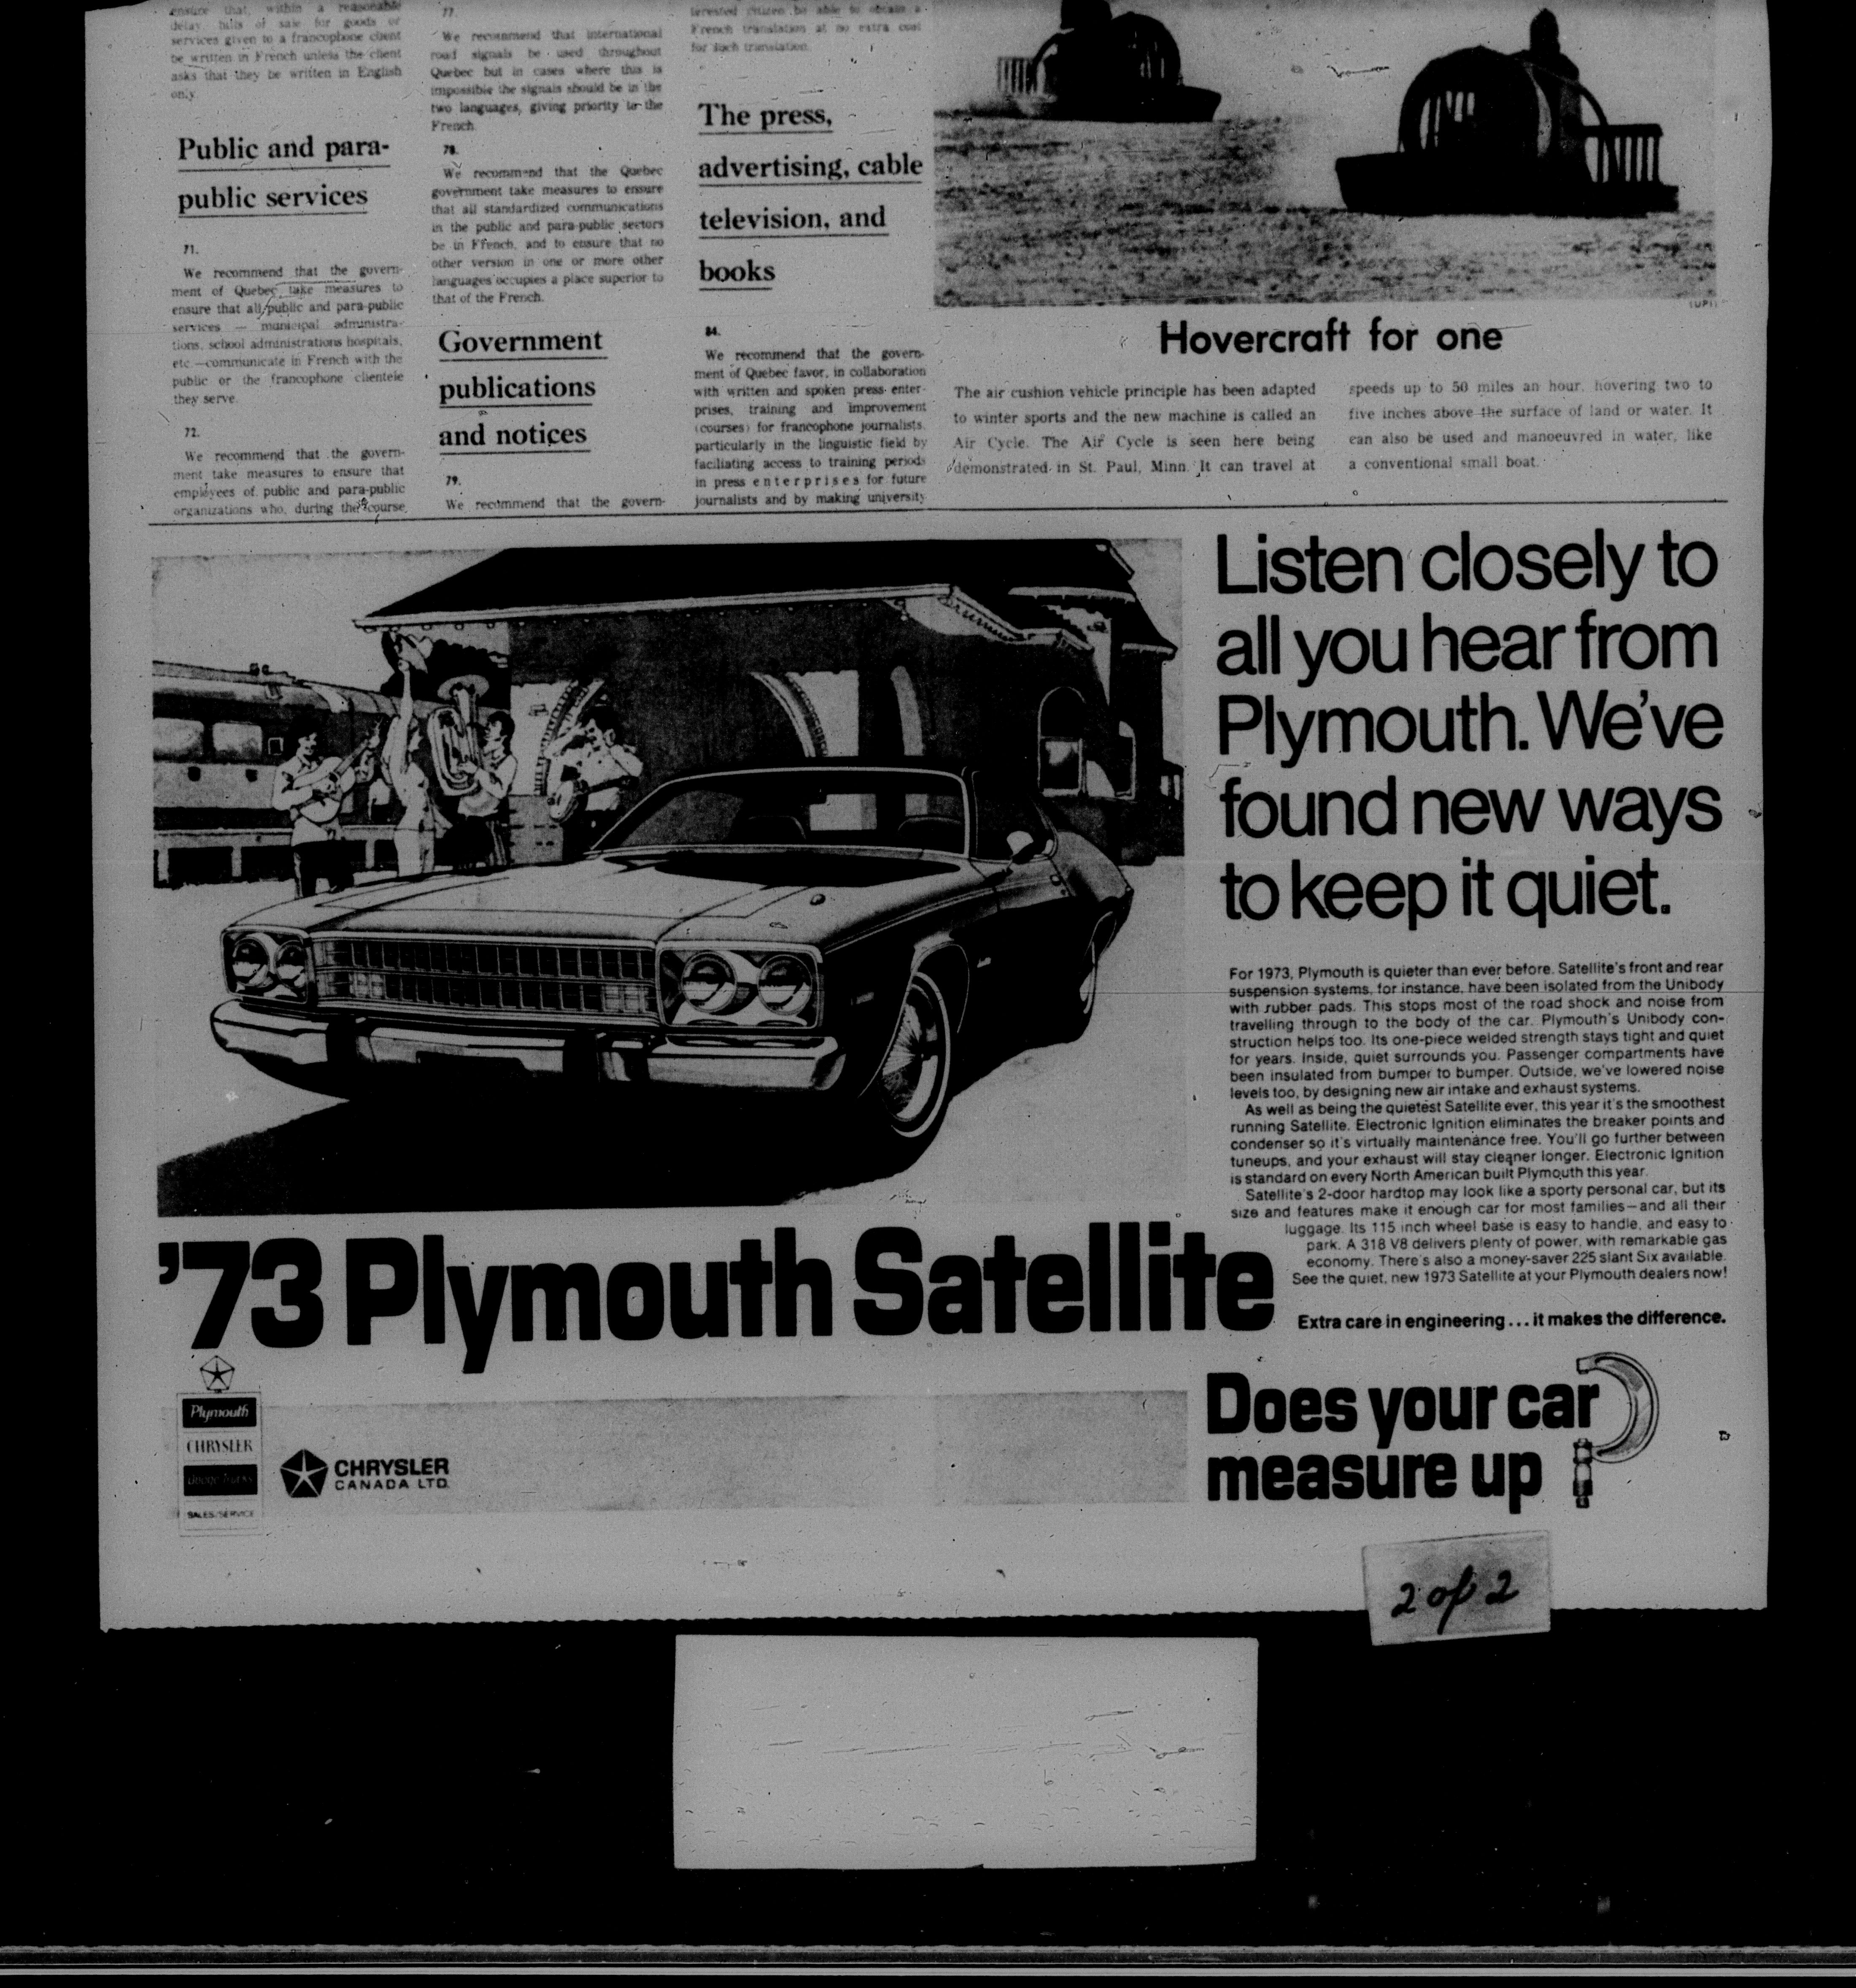 ensure that, within a reasonable
delay, bills of sale for goods or
services given to a francophone client
be written in French unless the client
asks that they be written in English
only.
Public and para-
public services
71.
We recommend that the govern-
ment of Quebec take measures to
ensure that all public and para-public
services — municipal administra-
tions, school administrations hospitals,
etc —communicate in French with the
public or the francophone clientele
they serve.
72.
We recommend that the govern-
ment take measures to ensure that
employees of public and para-public
organizations who, during the course
77.
We recommend that international
road signals be used throughout
Quebec but in cases where this is
impossible the signals should be in the
two languages, giving priority to the
French.
78.
We recommend that the Quebec
government take measures to ensure
that all standardized communications
in the public and para-public sectors
be in French, and to ensure that no
other version in one or more other
languages occupies a place superior to
that of the French.
Government
publications
and notices
79.
We recommend that the govern-
terested citizen be able to obtain a
French translation at no extra cost
for such translation.
The press,
advertising, cable
television, and
books
84.
We recommend that the govern-
ment of Quebec favor, in collaboration
with written and spoken press enter-
prises, training and improvement
(courses) for francophone journalists,
particularly in the linguistic field by
faciliating access to training periods
in press enterprises for future
journalists and by making university
(UPI)
Hovercraft for one
The air cushion vehicle principle has been adapted
to winter sports and the new machine is called an
Air Cycle. The Air Cycle is seen here being
demonstrated in St. Paul, Minn. It can travel at
speeds up to 50 miles an hour, hovering two to
five inches above the surface of land or water. It
can also be used and manoeuvred in water, like
a conventional small boat.
Listen closely to
all you hear from
Plymouth. We've
found new ways
to keep it quiet.
For 1973, Plymouth is quieter than ever before. Satellite's front and rear
suspension systems, for instance, have been isolated from the Unibody
with rubber pads. This stops most of the road shock and noise from
travelling through to the body of the car. Plymouth's Unibody con-
struction helps too. Its one-piece welded strength stays tight and quiet
for years. Inside, quiet surrounds you. Passenger compartments have
been insulated from bumper to bumper. Outside, we've lowered noise
levels too, by designing new air intake and exhaust systems.
As well as being the quietest Satellite ever, this year it's the smoothest
running Satellite. Electronic Ignition eliminates the breaker points and
condenser so it's virtually maintenance free. You'll go further between
tuneups, and your exhaust will stay cleaner longer. Electronic Ignition
is standard on every North American built Plymouth this year.
Satellite's 2-door hardtop may look like a sporty personal car, but its
size and features make it enough car for most families—and all their
luggage. Its 115 inch wheel base is easy to handle, and easy to
park. A 318 V8 delivers plenty of power, with remarkable gas
economy. There's also a money-saver 225 slant Six available.
See the quiet, new 1973 Satellite at your Plymouth dealers now!
'73 Plymouth Satellite
Extra care in engineering...it makes the difference.
Plymouth
CHRYSLER
Dodge Trucks
SALES/SERVICE
CHRYSLER
CANADA LTD.
Does your car
measure up
2 of 2